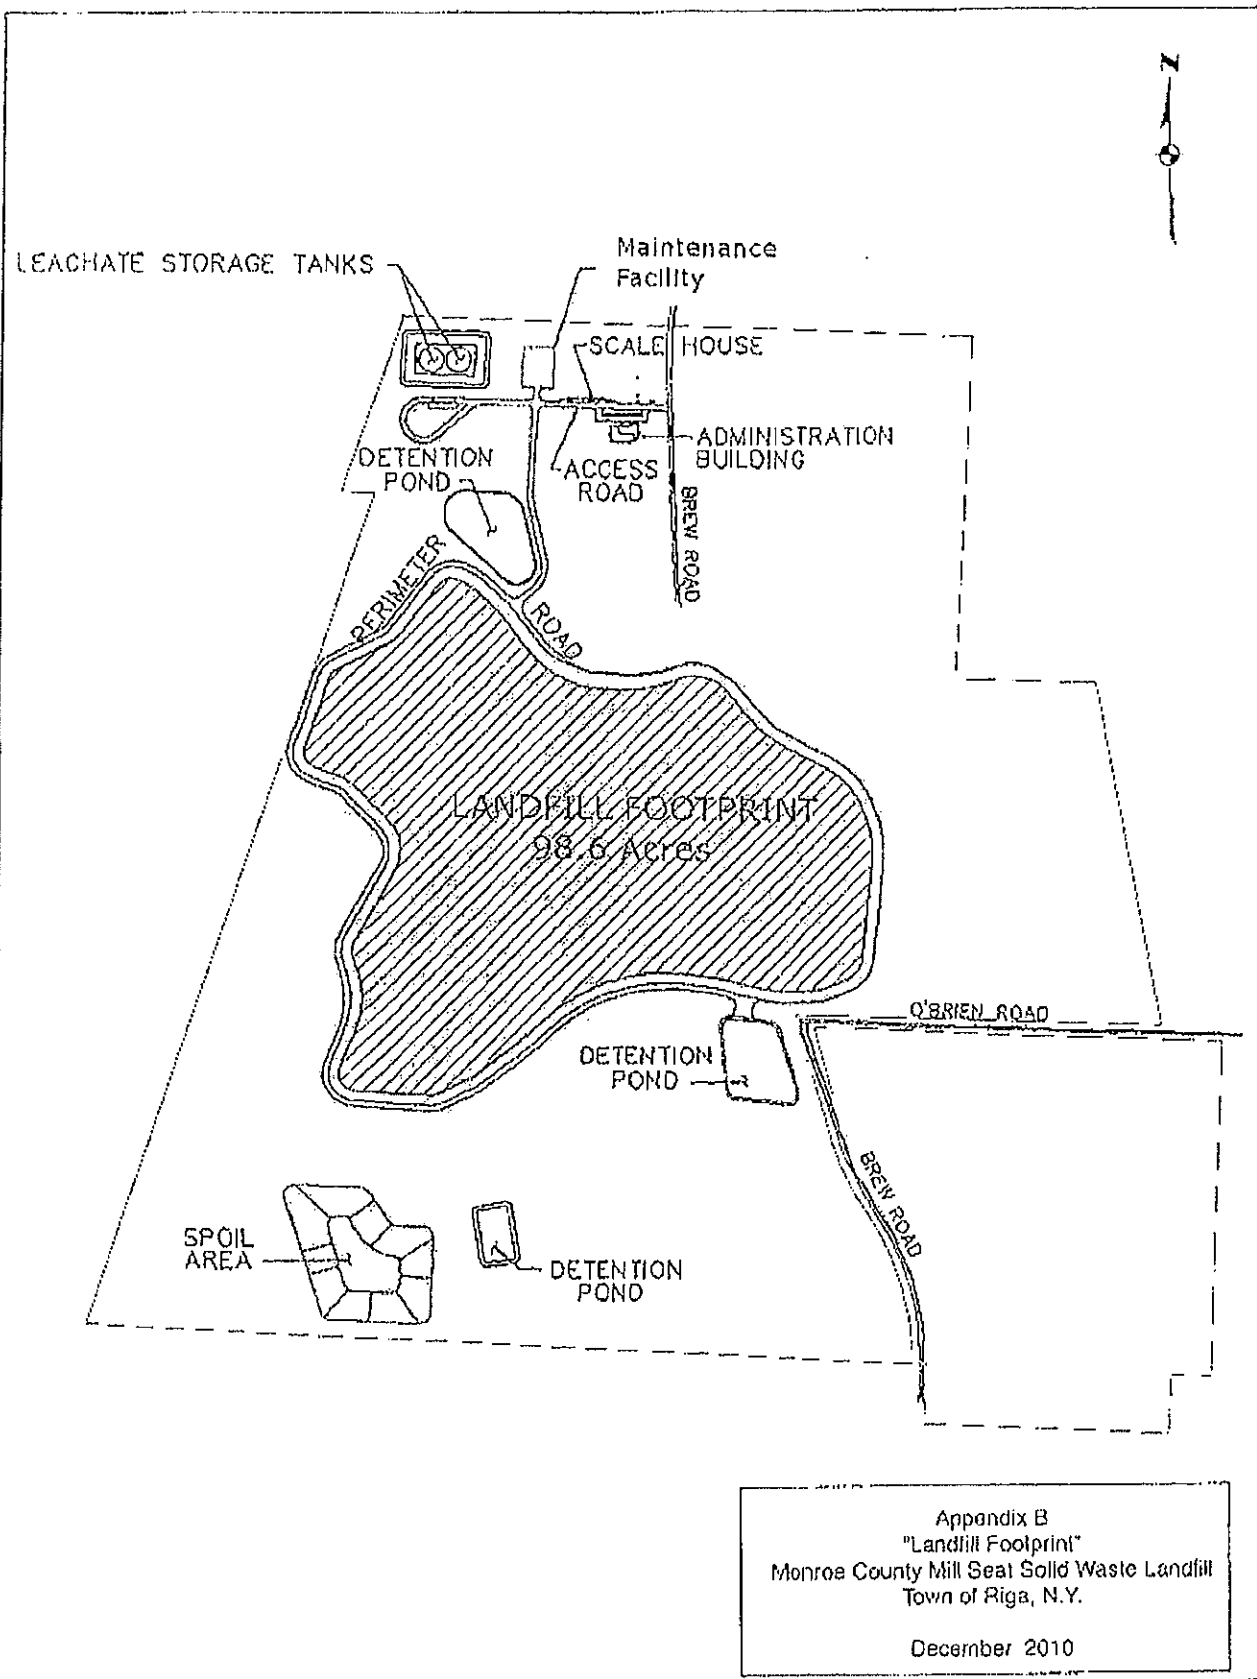 N
LEACHATE STORAGE TANKS
Maintenance
Facility
SCALE HOUSE
ADMINISTRATION
BUILDING
DETENTION
POND
ACCESS
ROAD
BREW ROAD
PERIMETER
ROAD
LANDFILL FOOTPRINT
98.6 Acres
O'BRIEN ROAD
DETENTION
POND
BREW ROAD
SPOIL
AREA
DETENTION
POND
Appendix B
"Landfill Footprint"
Monroe County Mill Seat Solid Waste Landfill
Town of Riga, N.Y.
December 2010